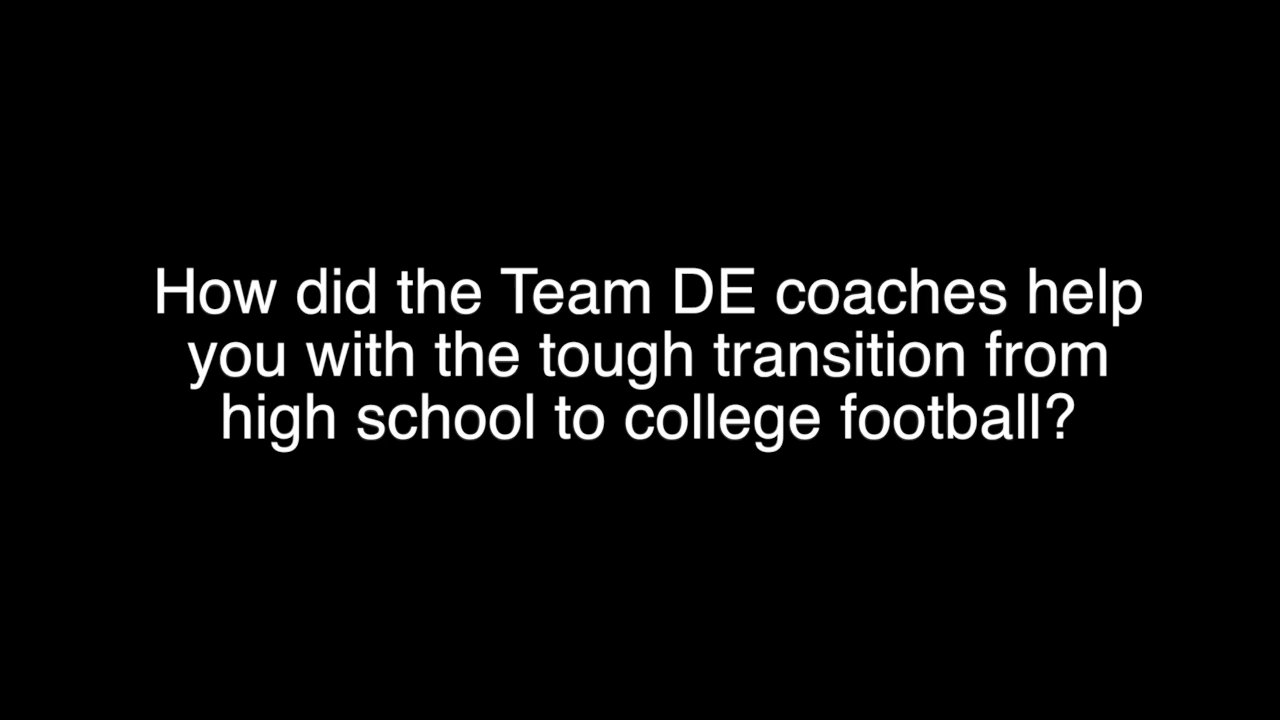 How did the Team DE coaches help
you with the tough transition from
high school to college football?